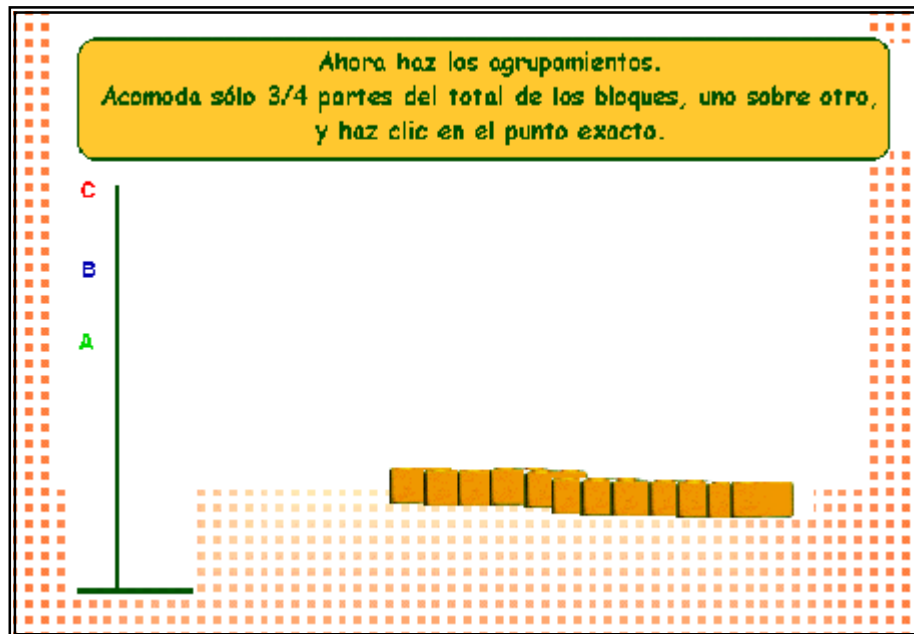 Ahora haz los agrupamientos.
Acomoda sólo 3/4 partes del total de los bloques, uno sobre otro,
y haz clic en el punto exacto.
C
B
A